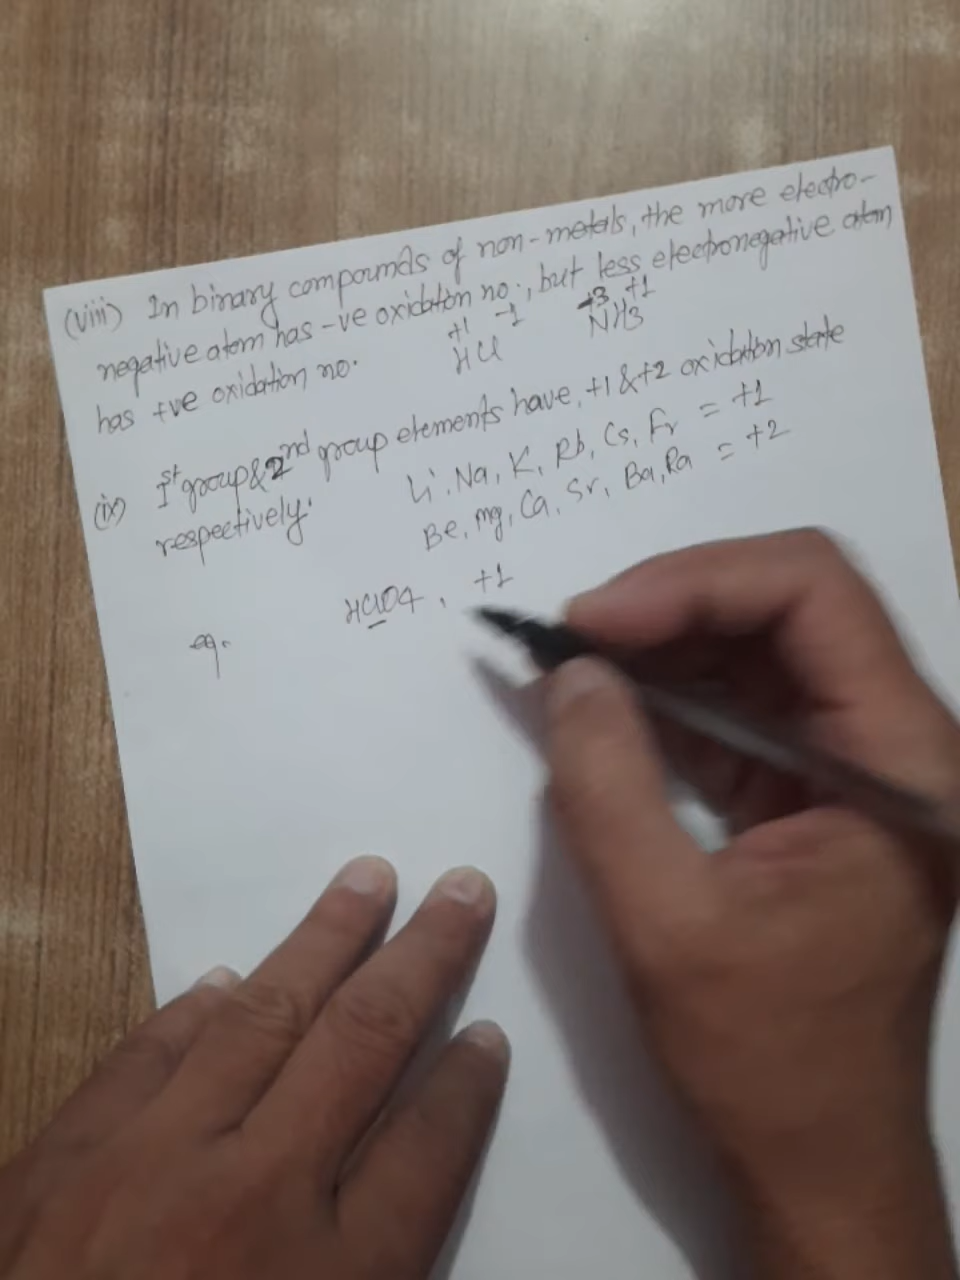 (viii) In binary compounds of non-metals, the more electro-
negative atom has -ve oxidation no., but less electronegative atom
has +ve oxidation no.
+1 -1 +1
HCl NH3
(ix) Ist group & 2nd group elements have, +1 & +2 oxidation state
respectively.
Li, Na, K, Rb, Cs, Fr = +1
Be, Mg, Ca, Sr, Ba, Ra = +2
eg. HClO4, +1